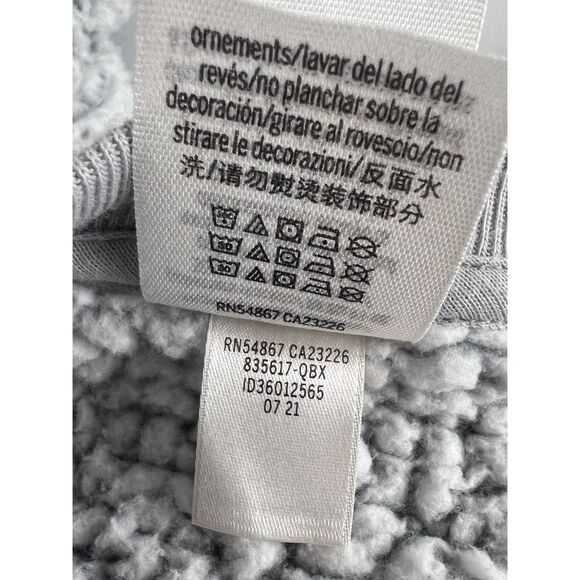 ornements/lavar del lado del
revés/no planchar sobre la
decoración/girare al rovescio/non
stirare le decorazioni/反面水
洗/请勿熨烫装饰部分
30
30
RN54867 CA23226
RN54867 CA23226
835617-QBX
ID36012565
07 21